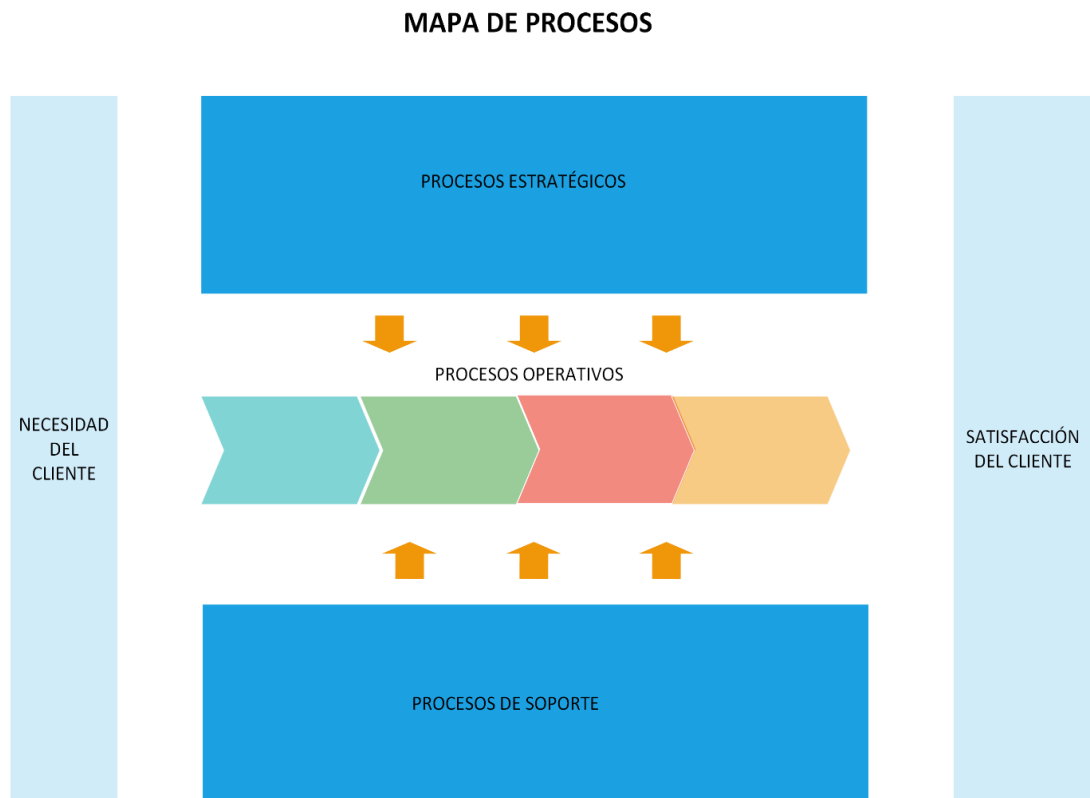 MAPA DE PROCESOS
PROCESOS ESTRATÉGICOS
PROCESOS OPERATIVOS
NECESIDAD
DEL
CLIENTE
SATISFACCIÓN
DEL CLIENTE
PROCESOS DE SOPORTE